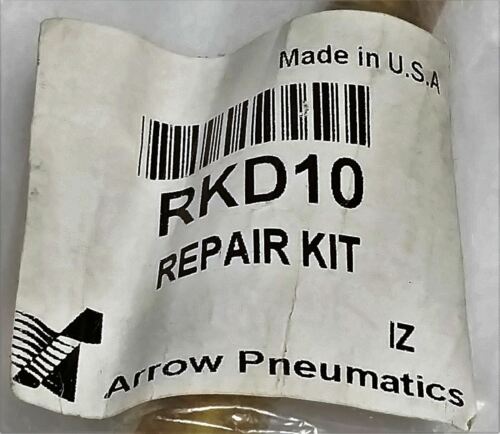 Made in U.S.A
RKD10
REPAIR KIT
IZ
Arrow Pneumatics